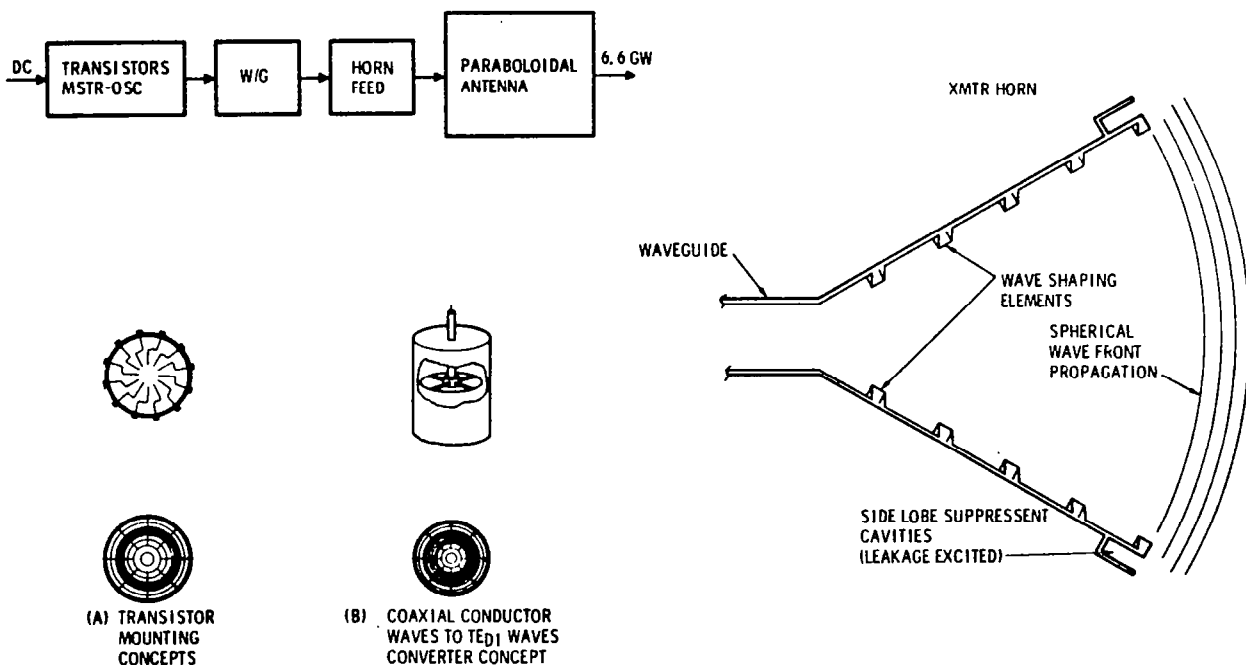 DC
TRANSISTORS
MSTR-OSC
W/G
HORN
FEED
PARABOLOIDAL
ANTENNA
6.6 GW
XMTR HORN
WAVEGUIDE
WAVE SHAPING
ELEMENTS
SPHERICAL
WAVE FRONT
PROPAGATION
SIDE LOBE SUPPRESSENT
CAVITIES
(LEAKAGE EXCITED)
(A) TRANSISTOR
MOUNTING
CONCEPTS
(B) COAXIAL CONDUCTOR
WAVES TO TED1 WAVES
CONVERTER CONCEPT